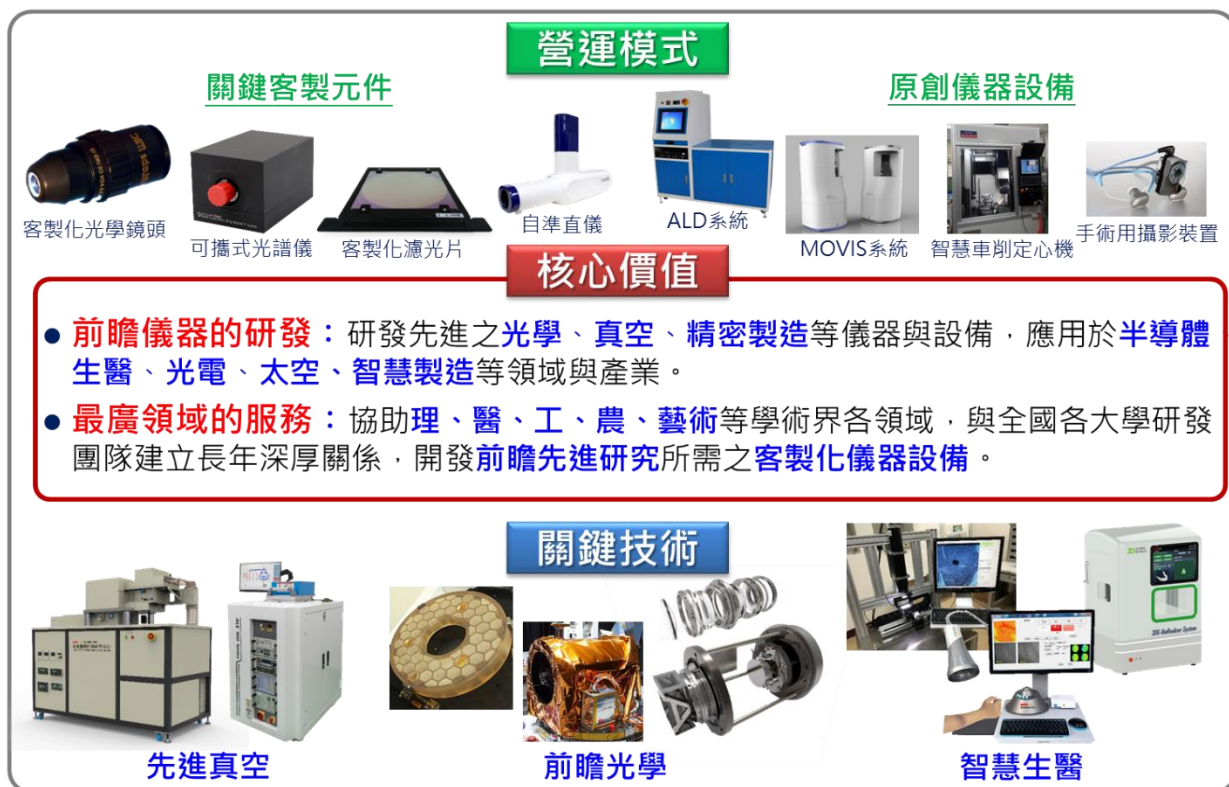 營運模式
關鍵客製元件
原創儀器設備
客製化光學鏡頭
可攜式光譜儀
客製化濾光片
自準直儀
ALD系統
MOVIS系統
智慧車削定心機
手術用攝影裝置
核心價值
● 前瞻儀器的研發：研發先進之光學、真空、精密製造等儀器與設備，應用於半導體
生醫、光電、太空、智慧製造等領域與產業。
● 最廣領域的服務：協助理、醫、工、農、藝術等學術界各領域，與全國各大學研發
團隊建立長年深厚關係，開發前瞻先進研究所需之客製化儀器設備。
關鍵技術
先進真空
前瞻光學
智慧生醫